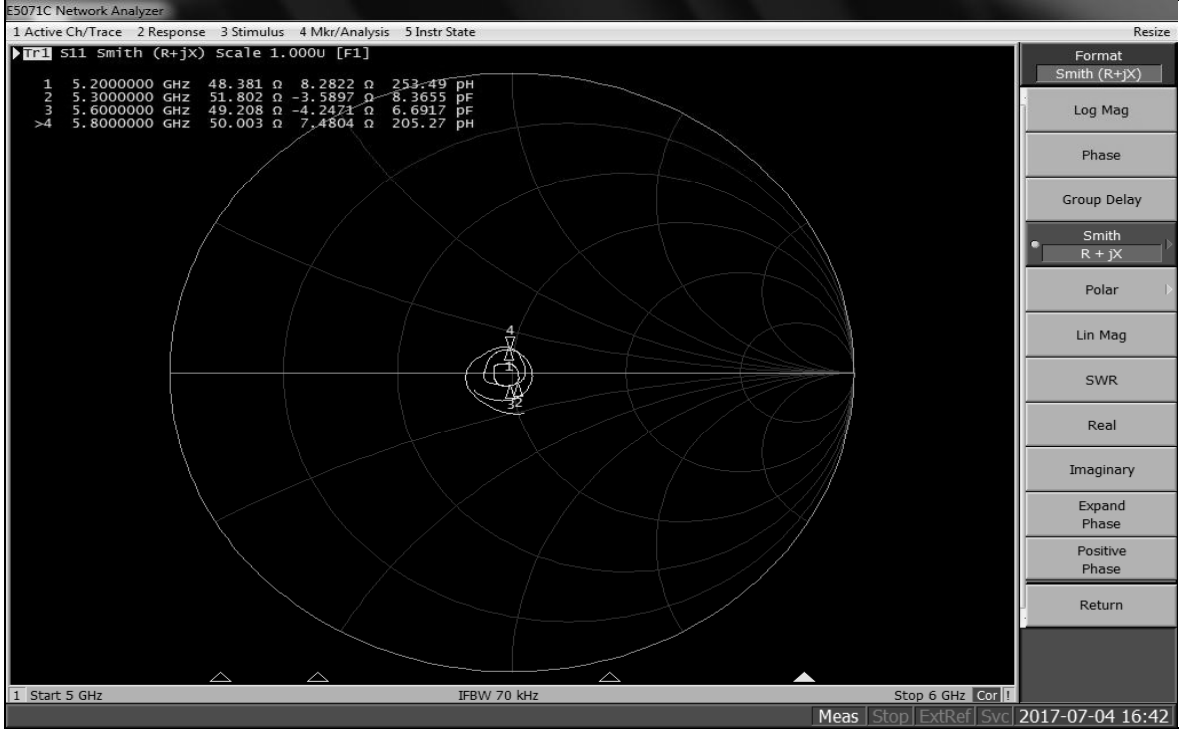 E5071C Network Analyzer
1 Active Ch/Trace 2 Response 3 Stimulus 4 Mkr/Analysis 5 Instr State Resize
Tr1 S11 Smith (R+jX) Scale 1.000U [F1]
1 5.2000000 GHz 48.381 Ω 8.2822 Ω 253.49 pH
2 5.3000000 GHz 51.802 Ω -3.5897 Ω 8.3655 pF
3 5.6000000 GHz 49.208 Ω -4.2471 Ω 6.6917 pF
>4 5.8000000 GHz 50.003 Ω 7.4804 Ω 205.27 pH
4
1
3 2
Format
Smith (R+jX)
Log Mag
Phase
Group Delay
Smith
R + jX
Polar
Lin Mag
SWR
Real
Imaginary
Expand
Phase
Positive
Phase
Return
1 Start 5 GHz IFBW 70 kHz Stop 6 GHz Cor !
Meas Stop ExtRef Svc 2017-07-04 16:42